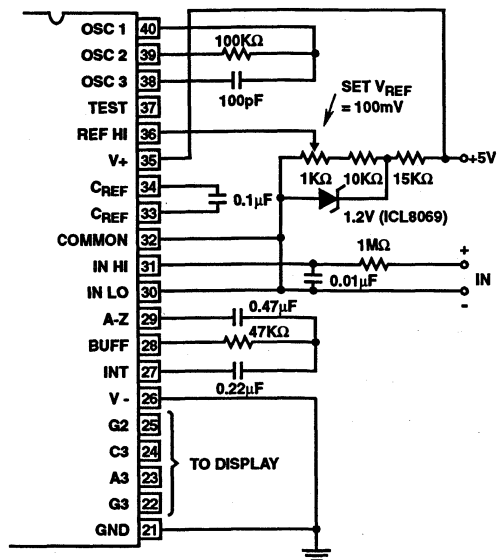 OSC 1 40
OSC 2 39 100KΩ
OSC 3 38
100pF
TEST 37
SET VREF
= 100mV
REF HI 36
V+ 35
+5V
1KΩ 10KΩ 15KΩ
CREF 34
0.1μF
1.2V (ICL8069)
CREF 33
COMMON 32
1MΩ
IN HI 31
+
0.01μF IN
IN LO 30
-
0.47μF
A-Z 29
47KΩ
BUFF 28
INT 27
0.22μF
V - 26
G2 25
C3 24
TO DISPLAY
A3 23
G3 22
GND 21